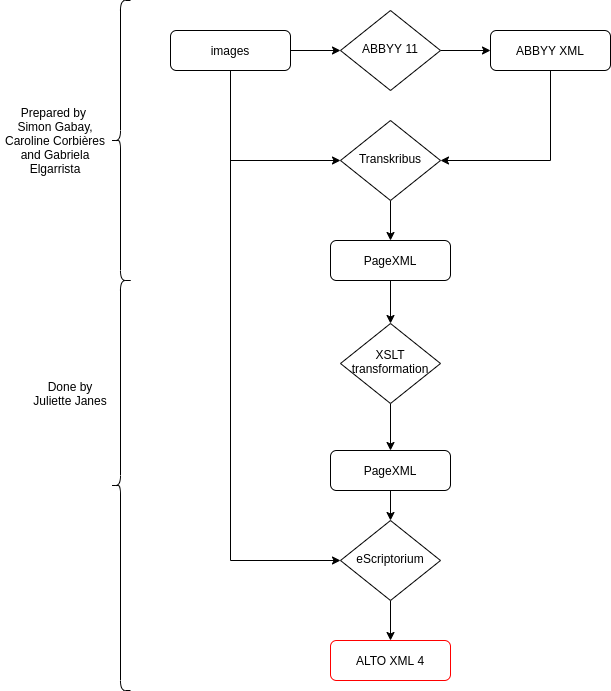 images
ABBYY 11
ABBYY XML
Prepared by
Simon Gabay,
Caroline Corbières
and Gabriela
Elgarrista
Transkribus
PageXML
XSLT
transformation
Done by
Juliette Janes
PageXML
eScriptorium
ALTO XML 4